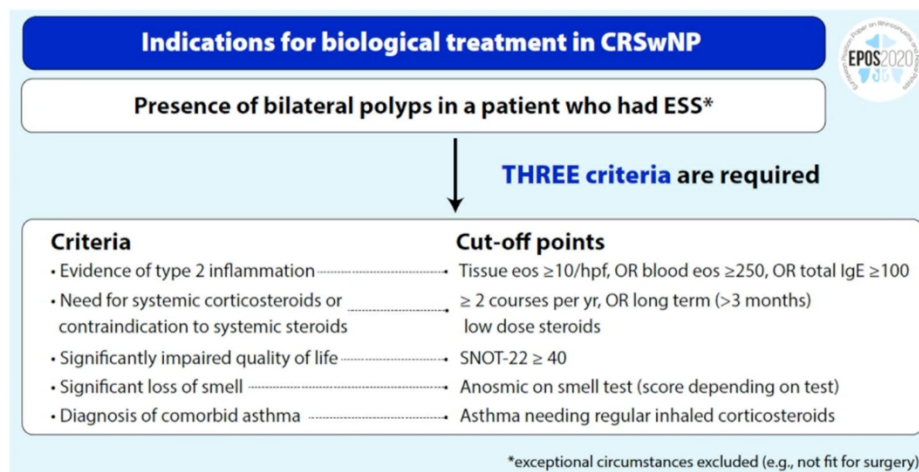 Indications for biological treatment in CRSwNP
EPOS2020
Presence of bilateral polyps in a patient who had ESS*
THREE criteria are required
Criteria Cut-off points
• Evidence of type 2 inflammation Tissue eos ≥10/hpf, OR blood eos ≥250, OR total IgE ≥100
• Need for systemic corticosteroids or ≥ 2 courses per yr, OR long term (>3 months)
contraindication to systemic steroids low dose steroids
• Significantly impaired quality of life SNOT-22 ≥ 40
• Significant loss of smell Anosmic on smell test (score depending on test)
• Diagnosis of comorbid asthma Asthma needing regular inhaled corticosteroids
*exceptional circumstances excluded (e.g., not fit for surgery)